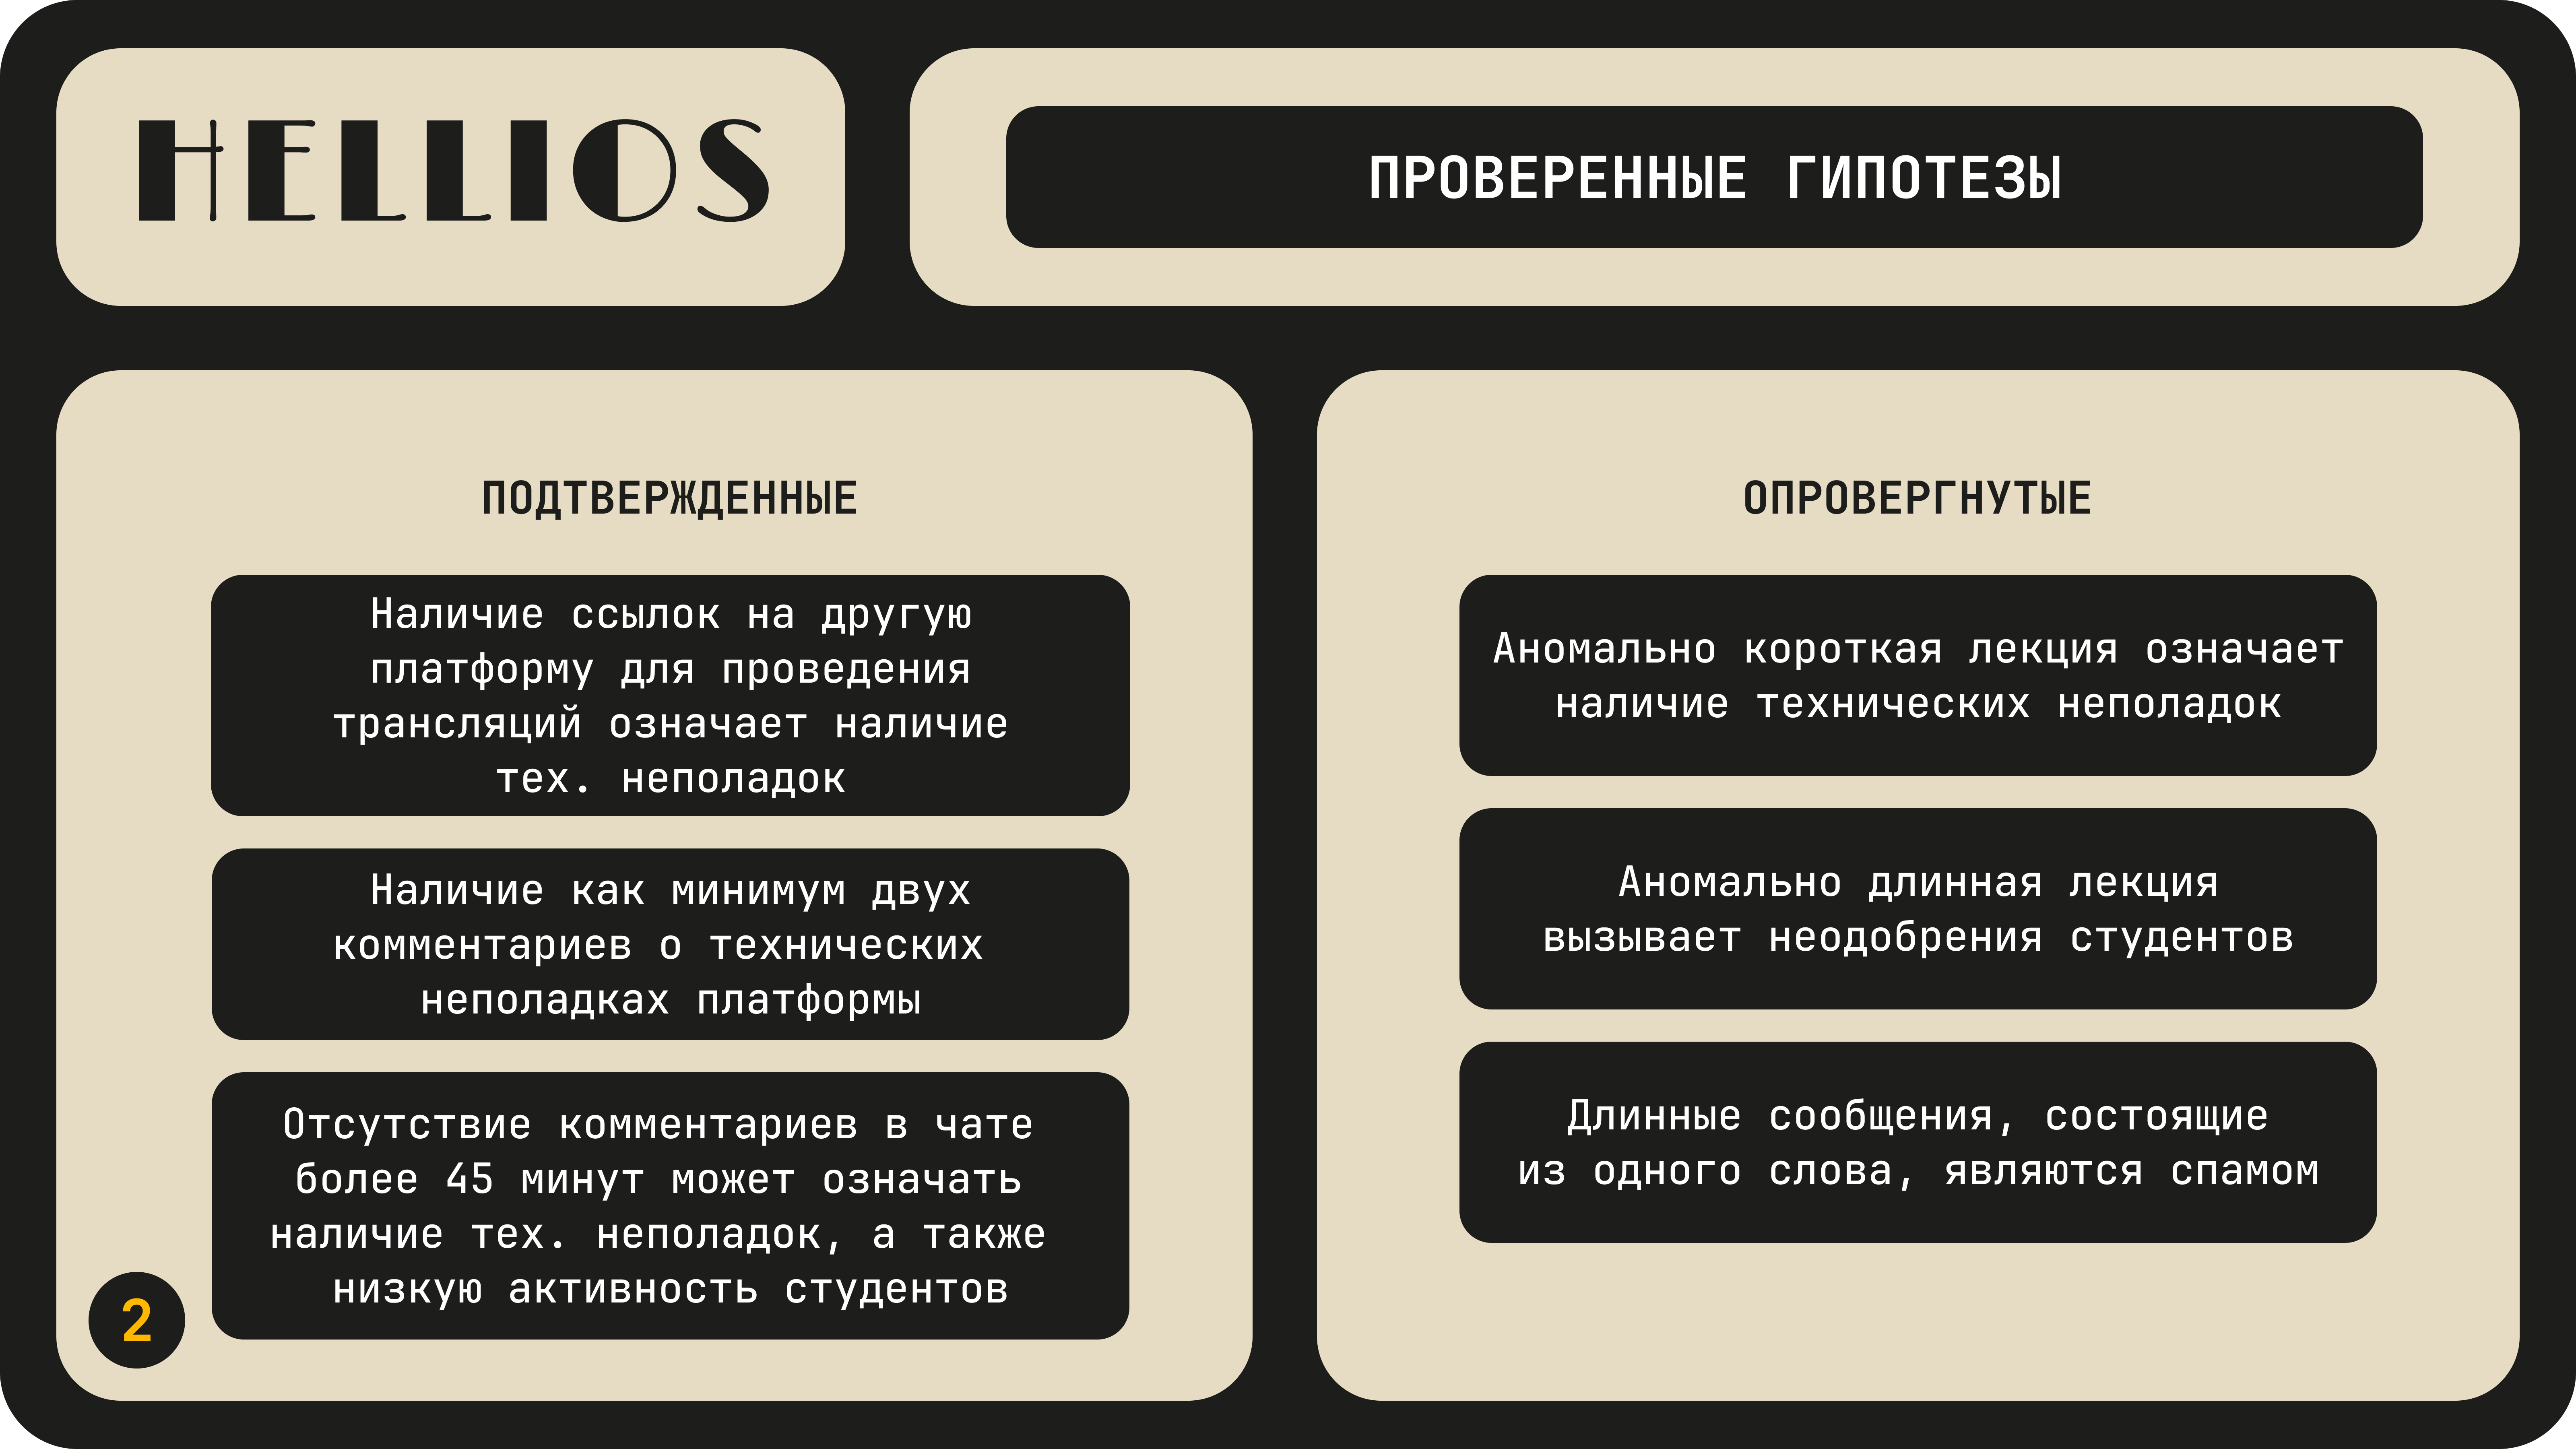 HELLIOS
ПРОВЕРЕННЫЕ ГИПОТЕЗЫ
ПОДТВЕРЖДЕННЫЕ
Наличие ссылок на другую
платформу для проведения
трансляций означает наличие
тех. неполадок
Наличие как минимум двух
комментариев о технических
неполадках платформы
Отсутствие комментариев в чате
более 45 минут может означать
наличие тех. неполадок, а также
низкую активность студентов
2
ОПРОВЕРГНУТЫЕ
Аномально короткая лекция означает
наличие технических неполадок
Аномально длинная лекция
вызывает неодобрения студентов
Длинные сообщения, состоящие
из одного слова, являются спамом